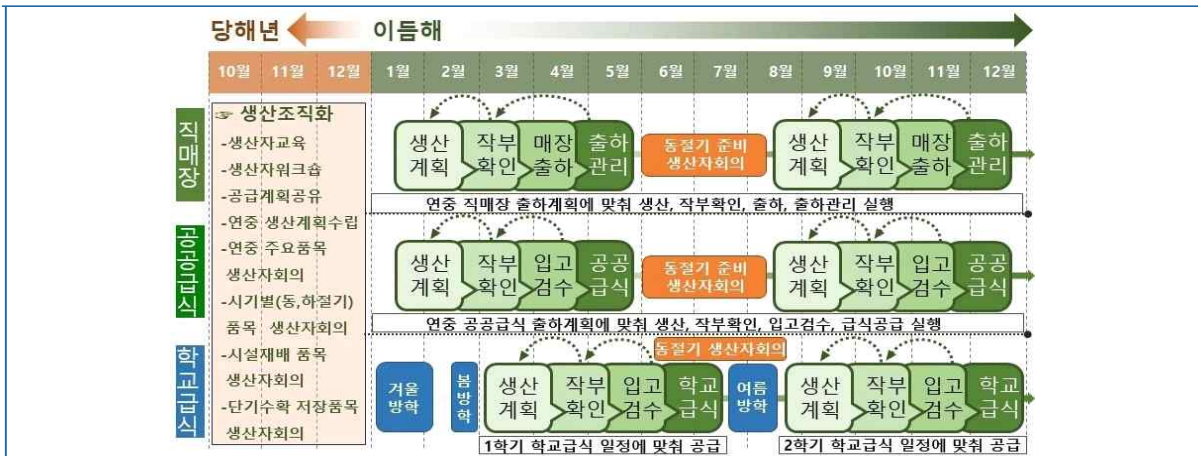 당해년 이듬해
10월 11월 12월 1월 2월 3월 4월 5월 6월 7월 8월 9월 10월 11월 12월
☞ 생산조직화
-생산자교육
-생산자워크숍
-공급계획공유
-연중 생산계획수립
-연중 주요품목
생산자회의
-시기별(동,하절기)
품목 생산자회의
-시설재배 품목
생산자회의
-단기수확 저장품목
생산자회의
직매장
생산 작부 매장 출하
계획 확인 출하 관리
동절기 준비
생산자회의
생산 작부 매장 출하
계획 확인 출하 관리
연중 직매장 출하계획에 맞춰 생산, 작부확인, 출하, 출하관리 실행
공공급식
생산 작부 입고 공공
계획 확인 검수 급식
동절기 준비
생산자회의
생산 작부 입고 공공
계획 확인 검수 급식
연중 공공급식 출하계획에 맞춰 생산, 작부확인, 입고검수, 급식공급 실행
학교급식
겨울
방학
봄
방
학
생산 작부 입고 학교
계획 확인 검수 급식
동절기 생산자회의
여름
방학
생산 작부 입고 학교
계획 확인 검수 급식
1학기 학교급식 일정에 맞춰 공급
2학기 학교급식 일정에 맞춰 공급